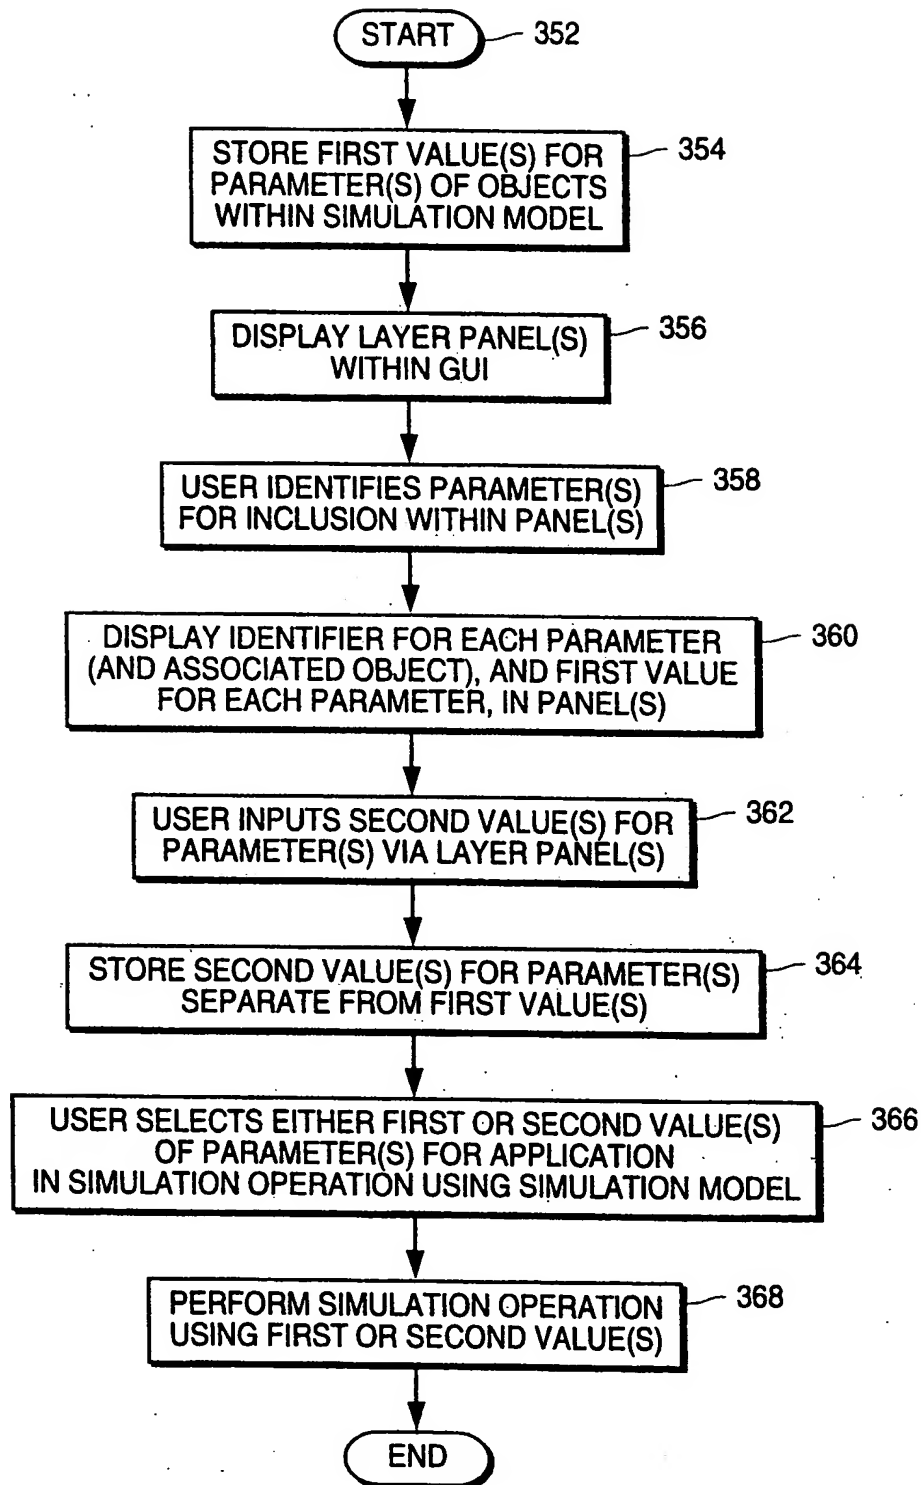 START
352
STORE FIRST VALUE(S) FOR
PARAMETER(S) OF OBJECTS
WITHIN SIMULATION MODEL
354
DISPLAY LAYER PANEL(S)
WITHIN GUI
356
USER IDENTIFIES PARAMETER(S)
FOR INCLUSION WITHIN PANEL(S)
358
DISPLAY IDENTIFIER FOR EACH PARAMETER
(AND ASSOCIATED OBJECT), AND FIRST VALUE
FOR EACH PARAMETER, IN PANEL(S)
360
USER INPUTS SECOND VALUE(S) FOR
PARAMETER(S) VIA LAYER PANEL(S)
362
STORE SECOND VALUE(S) FOR PARAMETER(S)
SEPARATE FROM FIRST VALUE(S)
364
USER SELECTS EITHER FIRST OR SECOND VALUE(S)
OF PARAMETER(S) FOR APPLICATION
IN SIMULATION OPERATION USING SIMULATION MODEL
366
PERFORM SIMULATION OPERATION
USING FIRST OR SECOND VALUE(S)
368
END